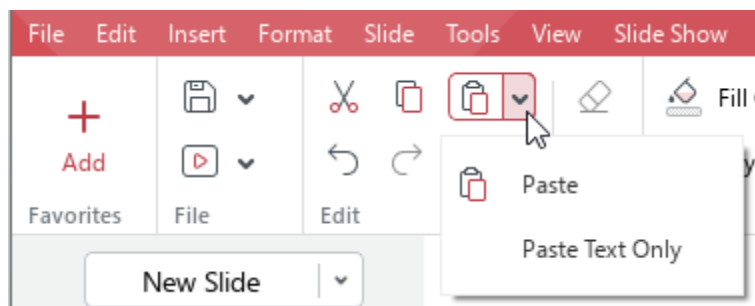 File Edit Insert Format Slide Tools View Slide Show
Fill
Add
Paste
Favorites File Edit
Paste Text Only
New Slide